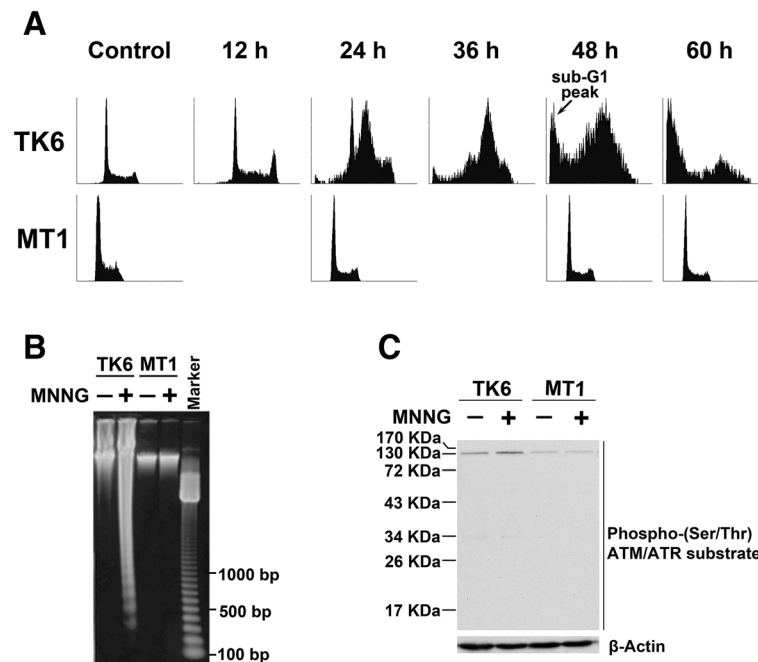 A
Control 12 h 24 h 36 h 48 h 60 h
sub-G1
peak
TK6
MT1
B
TK6 MT1 Marker
MNNG − + − +
1000 bp
500 bp
100 bp
C
TK6 MT1
MNNG − + − +
170 KDa
130 KDa
72 KDa
43 KDa
34 KDa
26 KDa
17 KDa
Phospho-(Ser/Thr)
ATM/ATR substrate
β-Actin